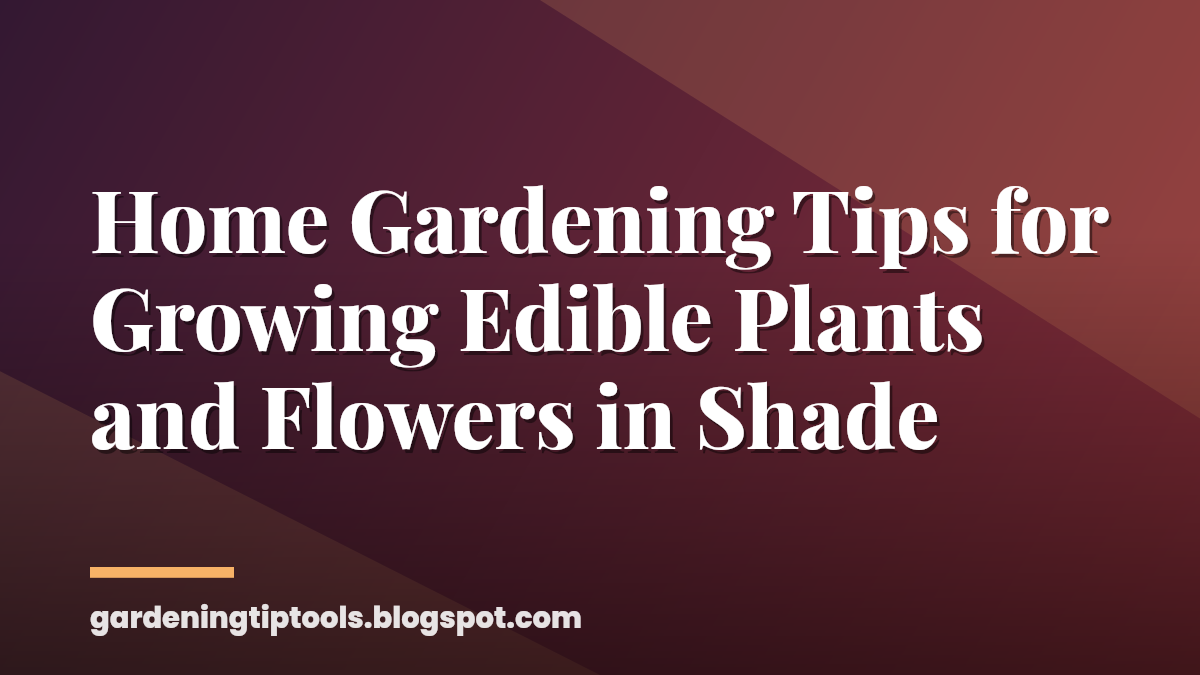 Home Gardening Tips for
Growing Edible Plants
and Flowers in Shade
gardeningtiptools.blogspot.com